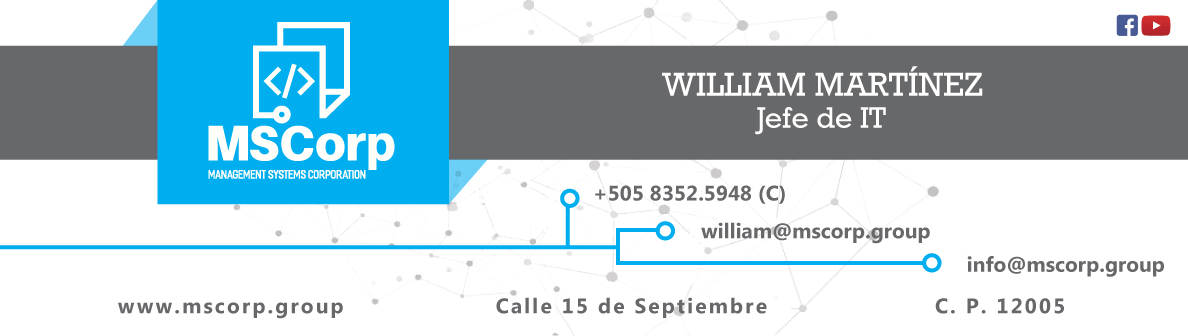 </>
MSCorp
MANAGEMENT SYSTEMS CORPORATION
WILLIAM MARTÍNEZ
Jefe de IT
+505 8352.5948 (C)
william@mscorp.group
info@mscorp.group
www.mscorp.group Calle 15 de Septiembre C. P. 12005